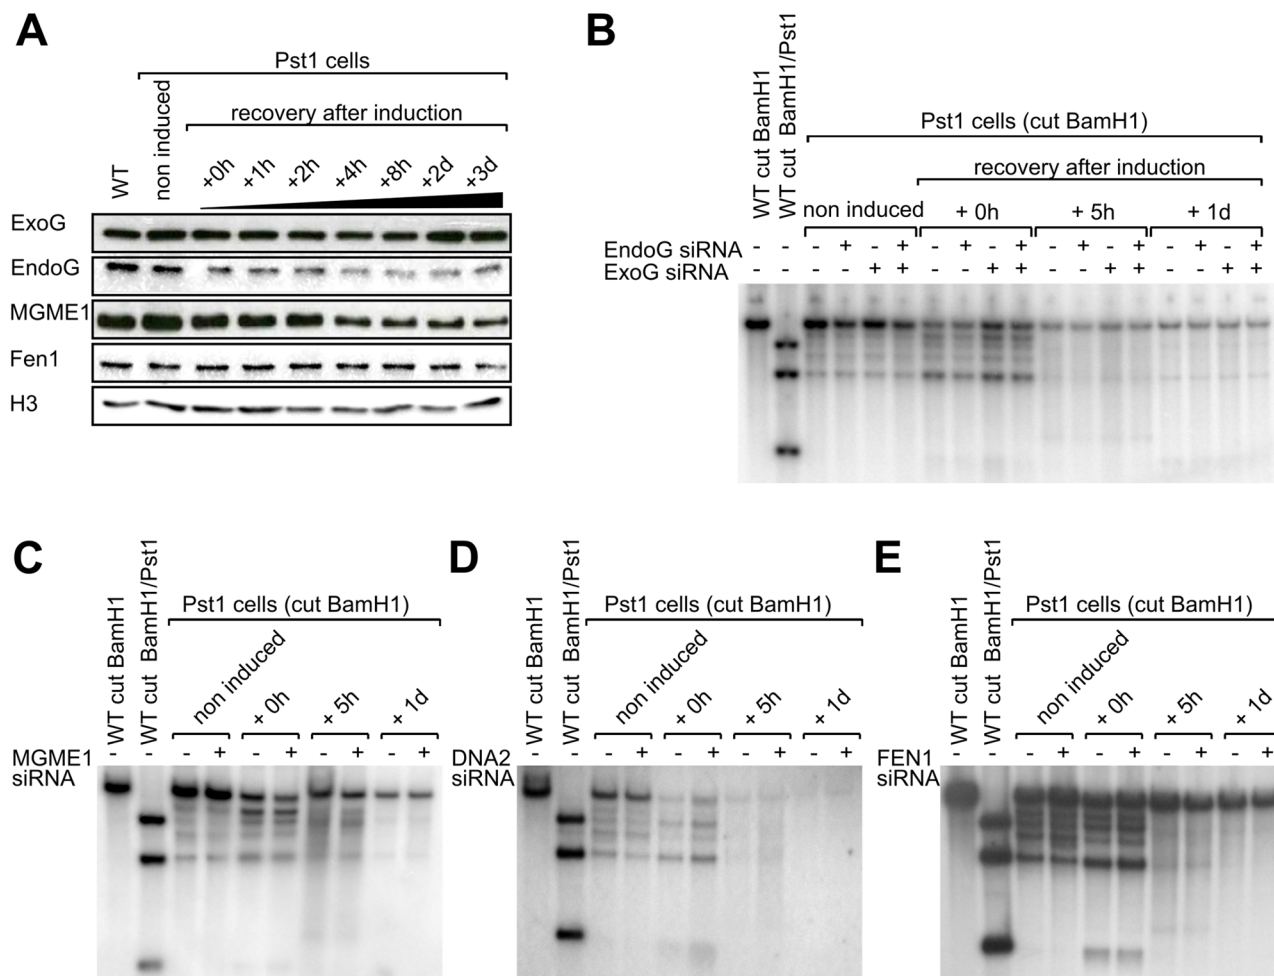 A
Pst1 cells
recovery after induction
WT
non induced
+0h
+1h
+2h
+4h
+8h
+2d
+3d
ExoG
EndoG
MGME1
Fen1
H3
B
WT cut BamH1
WT cut BamH1/Pst1
Pst1 cells (cut BamH1)
recovery after induction
non induced
+ 0h
+ 5h
+ 1d
EndoG siRNA - - - + - + - + - + - + - + - + - +
ExoG siRNA - - - - + + - - + + - - + + - - + +
C
WT cut BamH1
WT cut BamH1/Pst1
Pst1 cells (cut BamH1)
non induced
+ 0h
+ 5h
+ 1d
MGME1 - - - + - + - + - +
siRNA
D
WT cut BamH1
WT cut BamH1/Pst1
Pst1 cells (cut BamH1)
non induced
+ 0h
+ 5h
+ 1d
DNA2 - - - + - + - + - +
siRNA
E
WT cut BamH1
WT cut BamH1/Pst1
Pst1 cells (cut BamH1)
non induced
+ 0h
+ 5h
+ 1d
FEN1 - - - + - + - + - +
siRNA